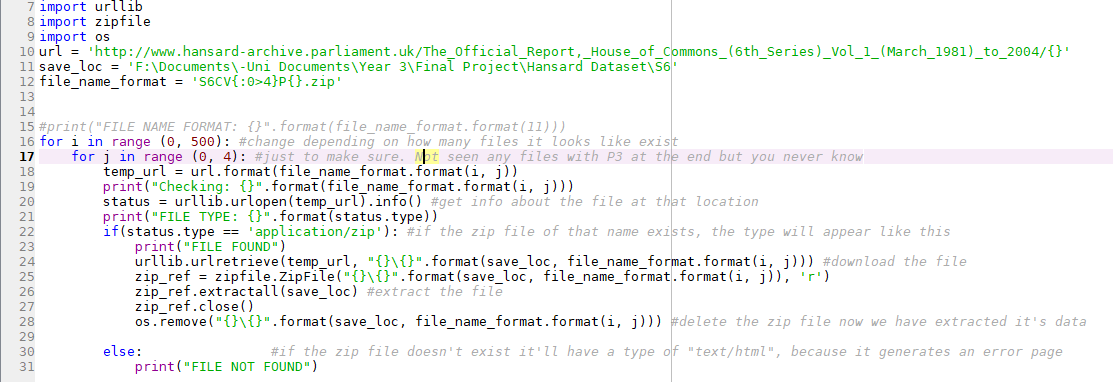 7 import urllib
8 import zipfile
9 import os
10 url = 'http://www.hansard-archive.parliament.uk/The_Official_Report,_House_of_Commons_(6th_Series)_Vol_1_(March_1981)_to_2004/{}'
11 save_loc = 'F:\Documents\-Uni Documents\Year 3\Final Project\Hansard Dataset\S6'
12 file_name_format = 'S6CV{:0>4}P{}.zip'
13
14
15 #print("FILE NAME FORMAT: {}".format(file_name_format.format(11)))
16 for i in range (0, 500): #change depending on how many files it looks like exist
17     for j in range (0, 4): #just to make sure. Not seen any files with P3 at the end but you never know
18         temp_url = url.format(file_name_format.format(i, j))
19         print("Checking: {}".format(file_name_format.format(i, j)))
20         status = urllib.urlopen(temp_url).info() #get info about the file at that location
21         print("FILE TYPE: {}".format(status.type))
22         if(status.type == 'application/zip'): #if the zip file of that name exists, the type will appear like this
23             print("FILE FOUND")
24             urllib.urlretrieve(temp_url, "{}\{}".format(save_loc, file_name_format.format(i, j))) #download the file
25             zip_ref = zipfile.ZipFile("{}\{}".format(save_loc, file_name_format.format(i, j)), 'r')
26             zip_ref.extractall(save_loc) #extract the file
27             zip_ref.close()
28             os.remove("{}\{}".format(save_loc, file_name_format.format(i, j))) #delete the zip file now we have extracted it's data
29
30         else:                #if the zip file doesn't exist it'll have a type of "text/html", because it generates an error page
31             print("FILE NOT FOUND")